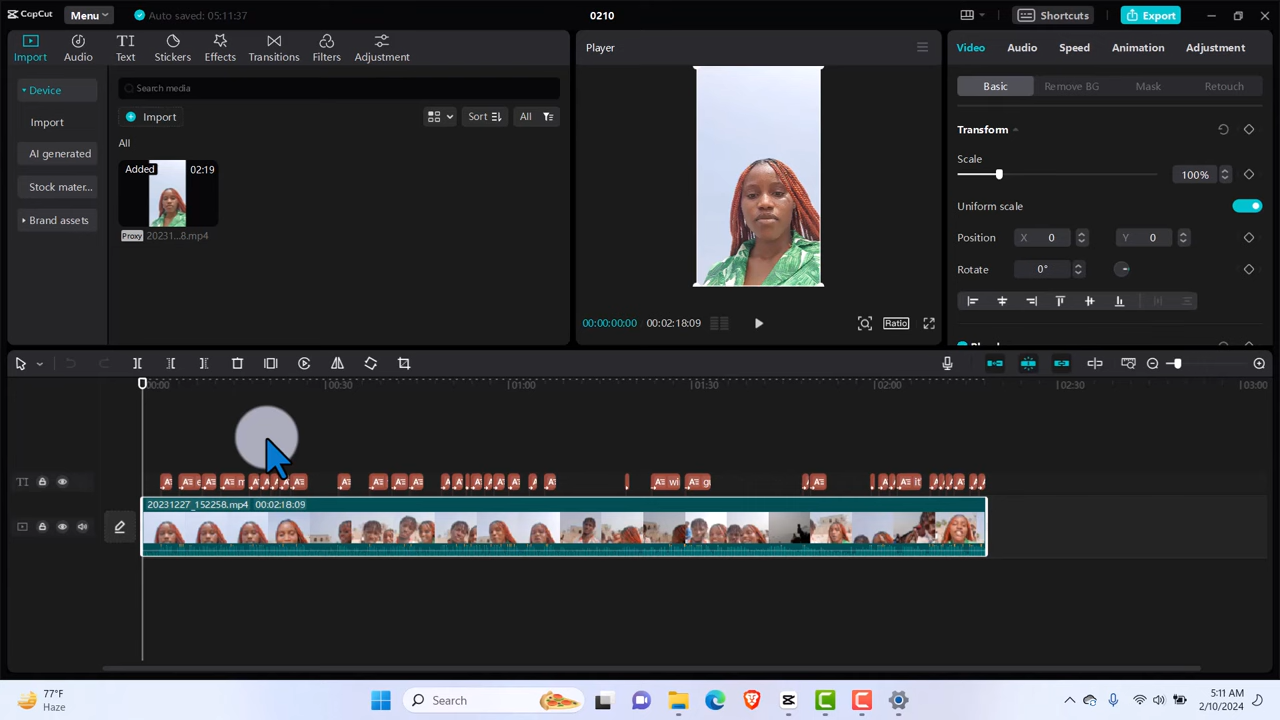 CapCut
Menu
Auto saved: 05:11:37
0210
Shortcuts
Export
Import
Audio
Text
Stickers
Effects
Transitions
Filters
Adjustment
Device
Import
AI generated
Stock mater...
Brand assets
Search media
Import
Sort
All
All
Added
02:19
Proxy
20231...8.mp4
Player
00:00:00:00
00:02:18:09
Ratio
Video
Audio
Speed
Animation
Adjustment
Basic
Remove BG
Mask
Retouch
Transform
Scale
100%
Uniform scale
Position
X
0
Y
0
Rotate
0°
00:00
00:30
01:00
01:30
02:00
02:30
03:00
20231227_152258.mp4
00:02:18:09
77°F
Haze
Search
5:11 AM
2/10/2024